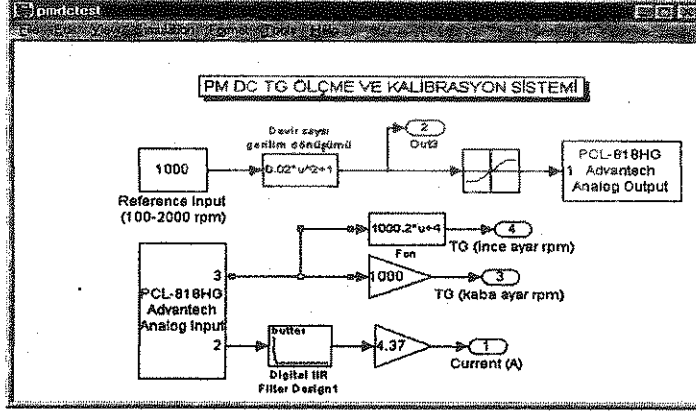 pmdctest
PM DC TG ÖLÇME VE KALİBRASYON SİSTEMİ
Devir sayısı
gerilim dönüşümü
1000
0.02*u^2+1
2
Out3
1
PCL-818HG
Advantech
Analog Output
Reference Input
(100-2000 rpm)
1000.2*u+4
Fcn
4
TG (ince ayar rpm)
3
1000
3
TG (kaba ayar rpm)
PCL-818HG
Advantech
Analog Input
2
butter
Digital IIR
Filter Design1
4.37
1
Current (A)